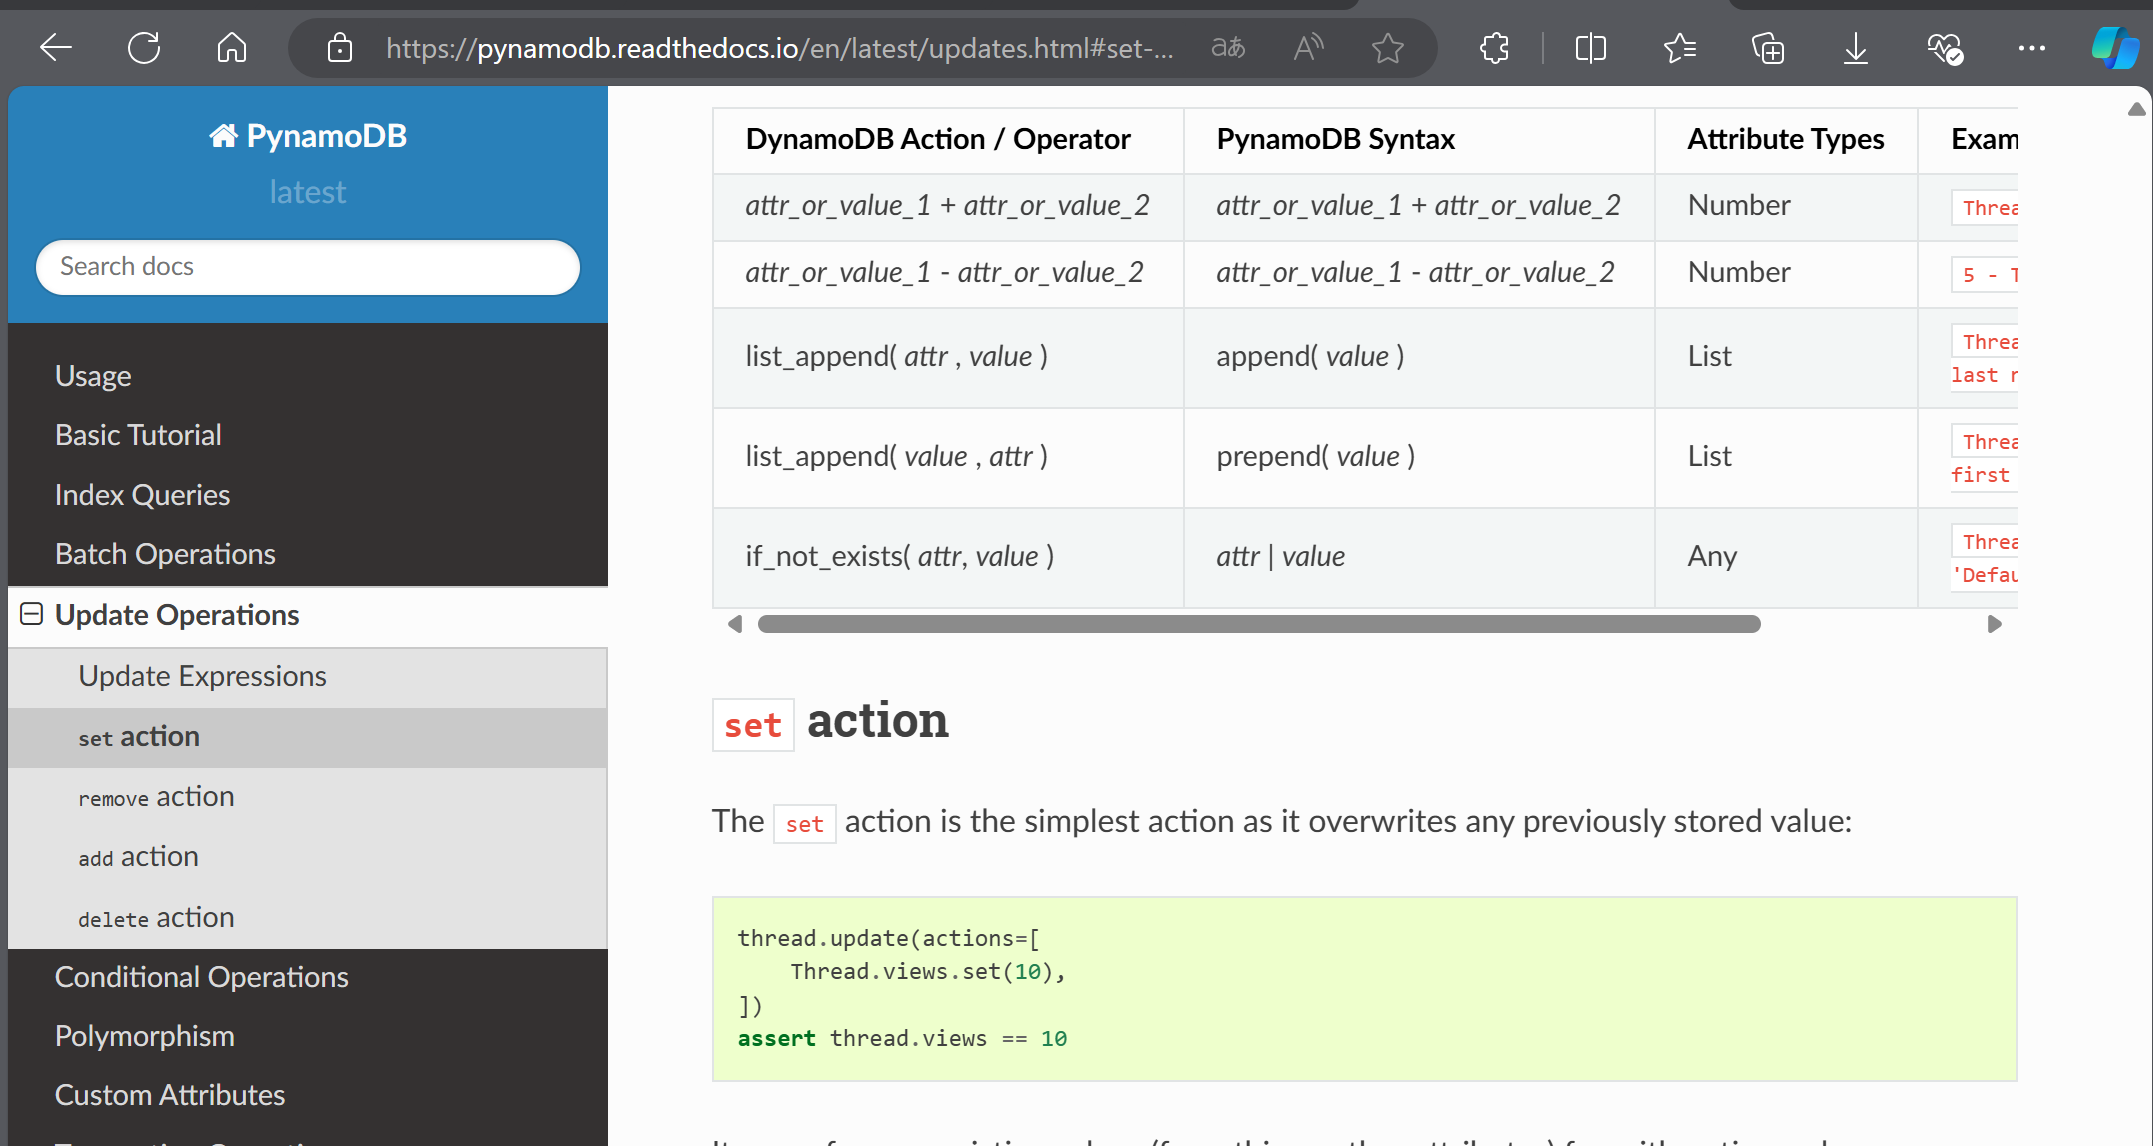 https://pynamodb.readthedocs.io/en/latest/updates.html#set-...
PynamoDB
latest
Search docs
Usage
Basic Tutorial
Index Queries
Batch Operations
Update Operations
Update Expressions
set action
remove action
add action
delete action
Conditional Operations
Polymorphism
Custom Attributes
DynamoDB Action / Operator PynamoDB Syntax Attribute Types Exam
attr_or_value_1 + attr_or_value_2 attr_or_value_1 + attr_or_value_2 Number Threa
attr_or_value_1 - attr_or_value_2 attr_or_value_1 - attr_or_value_2 Number 5 - T
list_append( attr , value ) append( value ) List Threa
last r
list_append( value , attr ) prepend( value ) List Threa
first
if_not_exists( attr, value ) attr | value Any Threa
'Defau
set action
The set action is the simplest action as it overwrites any previously stored value:
thread.update(actions=[
    Thread.views.set(10),
])
assert thread.views == 10